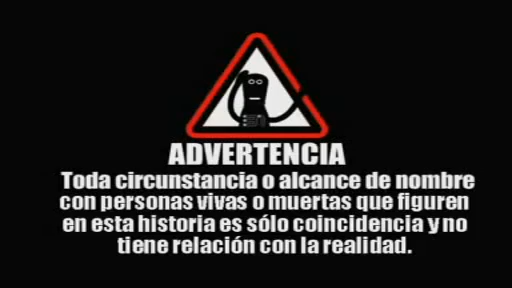 ADVERTENCIA
Toda circunstancia o alcance de nombre
con personas vivas o muertas que figuren
en esta historia es sólo coincidencia y no
tiene relación con la realidad.